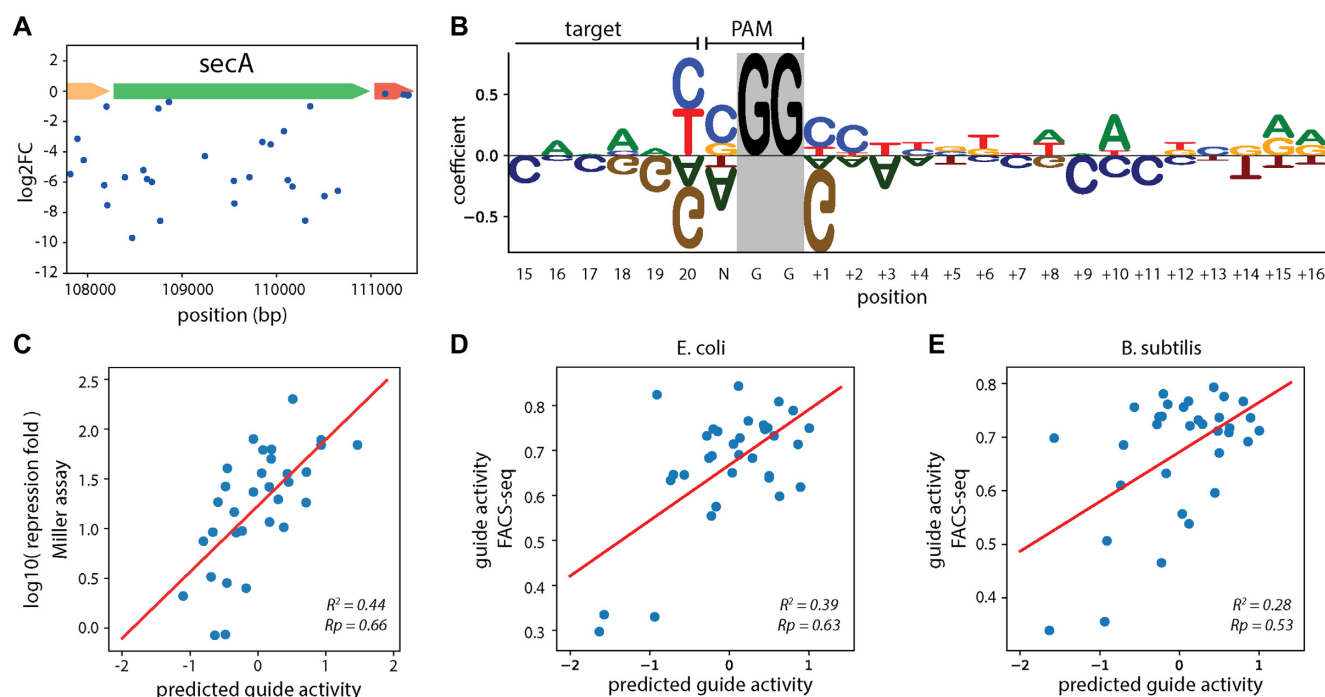 A
secA
2
0
-2
-4
-6
-8
-10
-12
log2FC
108000 109000 110000 111000
position (bp)
B
target PAM
0.5
0.0
−0.5
coefficient
15 16 17 18 19 20 N G G +1 +2 +3 +4 +5 +6 +7 +8 +9 +10 +11 +12 +13 +14 +15 +16
position
C
log10( repression fold )
Miller assay
2.5
2.0
1.5
1.0
0.5
0.0
R² = 0.44
Rp = 0.66
-2 -1 0 1 2
predicted guide activity
D
E. coli
guide activity
FACS-seq
0.8
0.7
0.6
0.5
0.4
0.3
R² = 0.39
Rp = 0.63
−2 −1 0 1
predicted guide activity
E
B. subtilis
guide activity
FACS-seq
0.8
0.7
0.6
0.5
0.4
R² = 0.28
Rp = 0.53
−2 −1 0 1
predicted guide activity